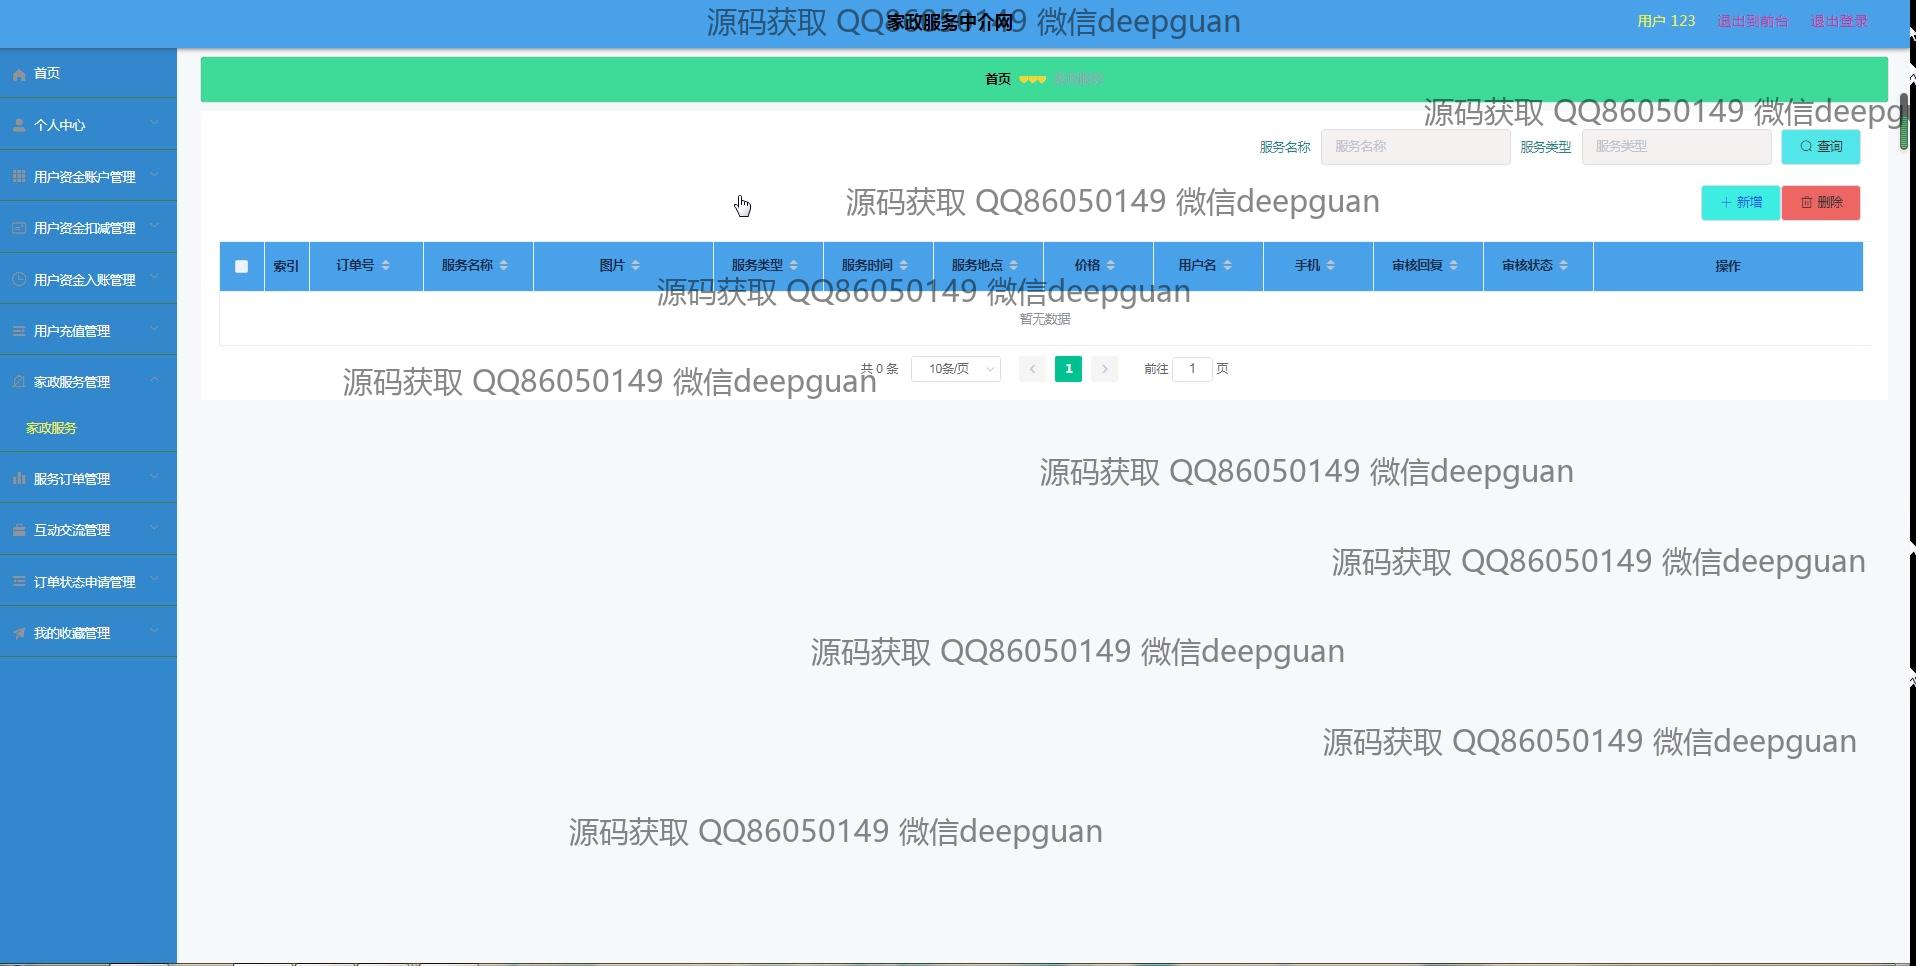 源码获取 QQ86050149 微信deepguan
家政服务中介网
用户 123
退出到前台
退出登录
首页
个人中心
用户资金账户管理
用户资金扣减管理
用户资金入账管理
用户充值管理
家政服务管理
家政服务
服务订单管理
互动交流管理
订单状态申请管理
我的收藏管理
首页
家政服务
源码获取 QQ86050149 微信deepg
服务名称
服务名称
服务类型
服务类型
查询
源码获取 QQ86050149 微信deepguan
新增
删除
索引
订单号
服务名称
图片
服务类型
服务时间
服务地点
价格
用户名
手机
审核回复
审核状态
操作
源码获取 QQ86050149 微信deepguan
暂无数据
共 0 条
10条/页
1
前往
1
页
源码获取 QQ86050149 微信deepguan
源码获取 QQ86050149 微信deepguan
源码获取 QQ86050149 微信deepguan
源码获取 QQ86050149 微信deepguan
源码获取 QQ86050149 微信deepguan
源码获取 QQ86050149 微信deepguan